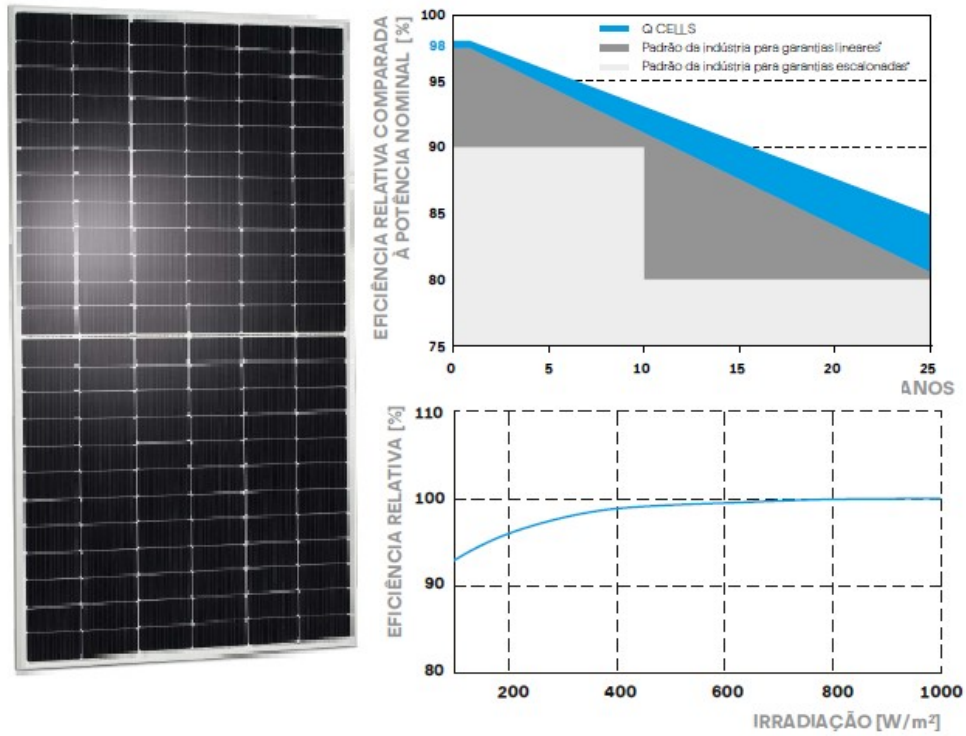 EFICIÊNCIA RELATIVA COMPARADA
À POTÊNCIA NOMINAL [%]
100
98
95
90
85
80
75
Q CELLS
Padrão da indústria para garantias lineares*
Padrão da indústria para garantias escalonadas*
0
5
10
15
20
25
ANOS
EFICIÊNCIA RELATIVA [%]
110
100
90
80
200
400
600
800
1000
IRRADIAÇÃO [W/m²]